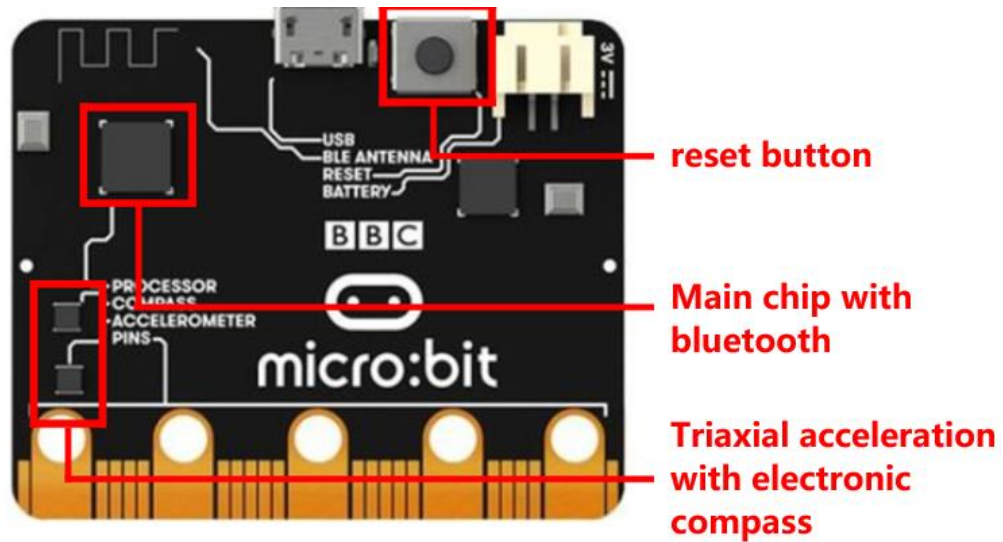 3V
USB
BLE ANTENNA
RESET
BATTERY
reset button
BBC
PROCESSOR
COMPASS
ACCELEROMETER
PINS
Main chip with
bluetooth
micro:bit
Triaxial acceleration
with electronic
compass